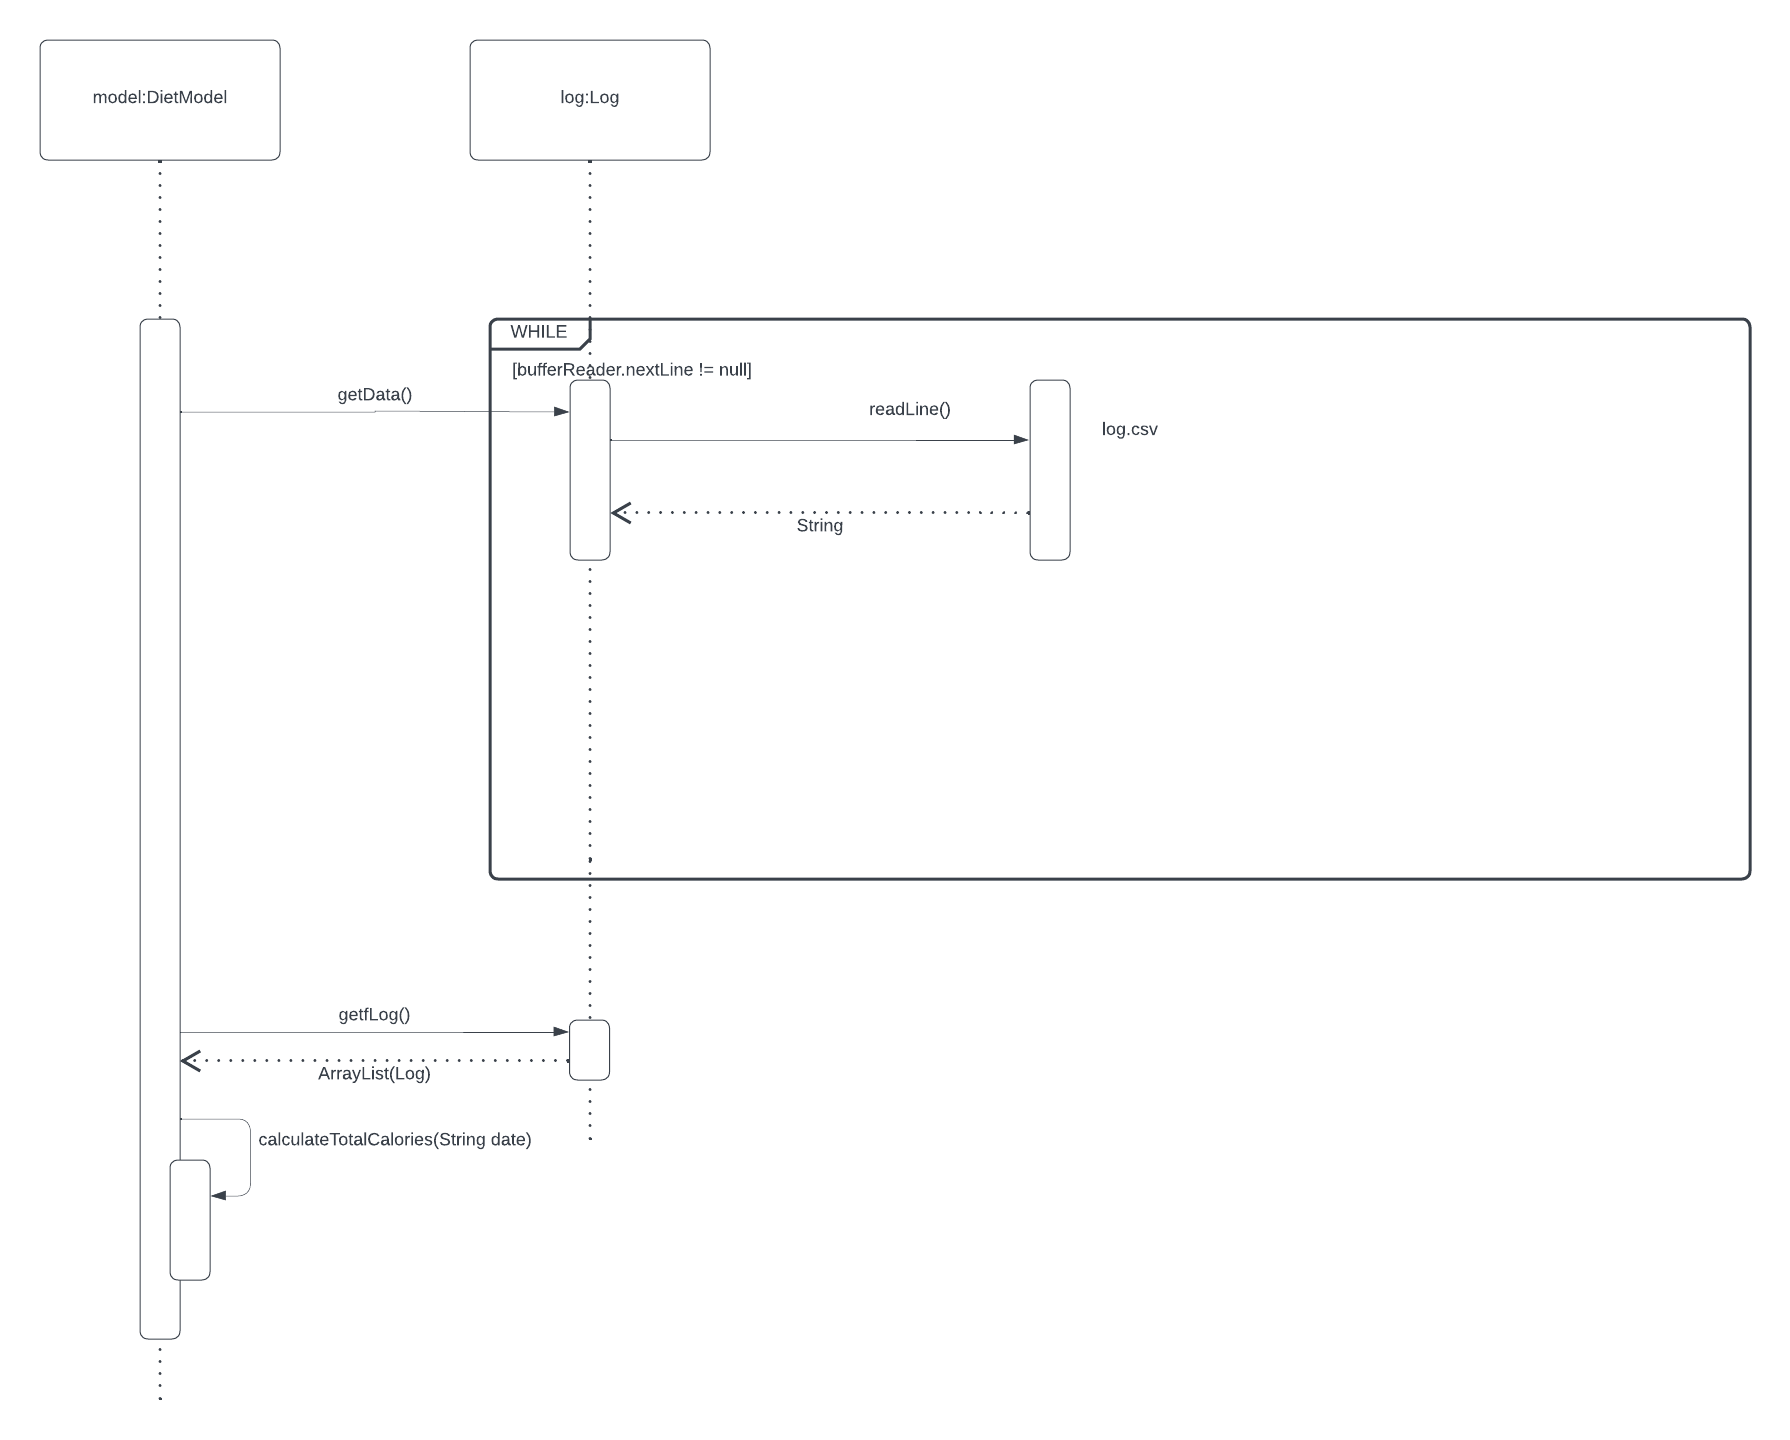 model:DietModel
log:Log
WHILE
[bufferReader.nextLine != null]
getData()
readLine()
log.csv
String
getfLog()
ArrayList(Log)
calculateTotalCalories(String date)